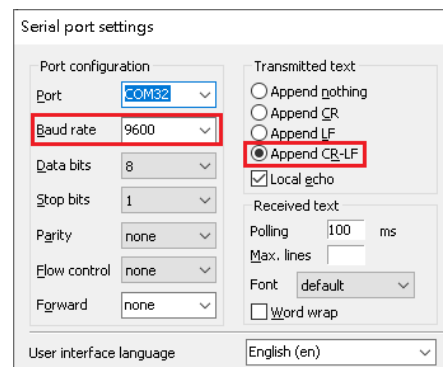 Serial port settings
Port configuration
Port COM32
Baud rate 9600
Data bits 8
Stop bits 1
Parity none
Flow control none
Forward none
Transmitted text
Append nothing
Append CR
Append LF
Append CR-LF
Local echo
Received text
Polling 100 ms
Max. lines
Font default
Word wrap
User interface language English (en)